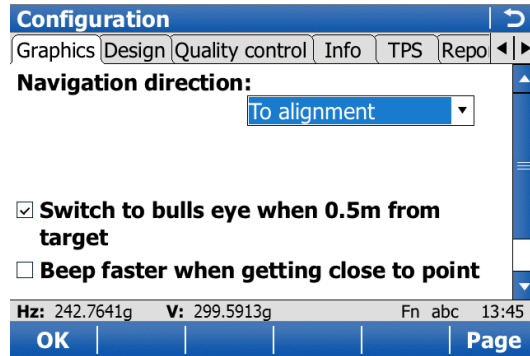 Configuration
Graphics Design Quality control Info TPS Repo
Navigation direction:
To alignment
Switch to bulls eye when 0.5m from
target
Beep faster when getting close to point
Hz: 242.7641g V: 299.5913g Fn abc 13:45
OK Page